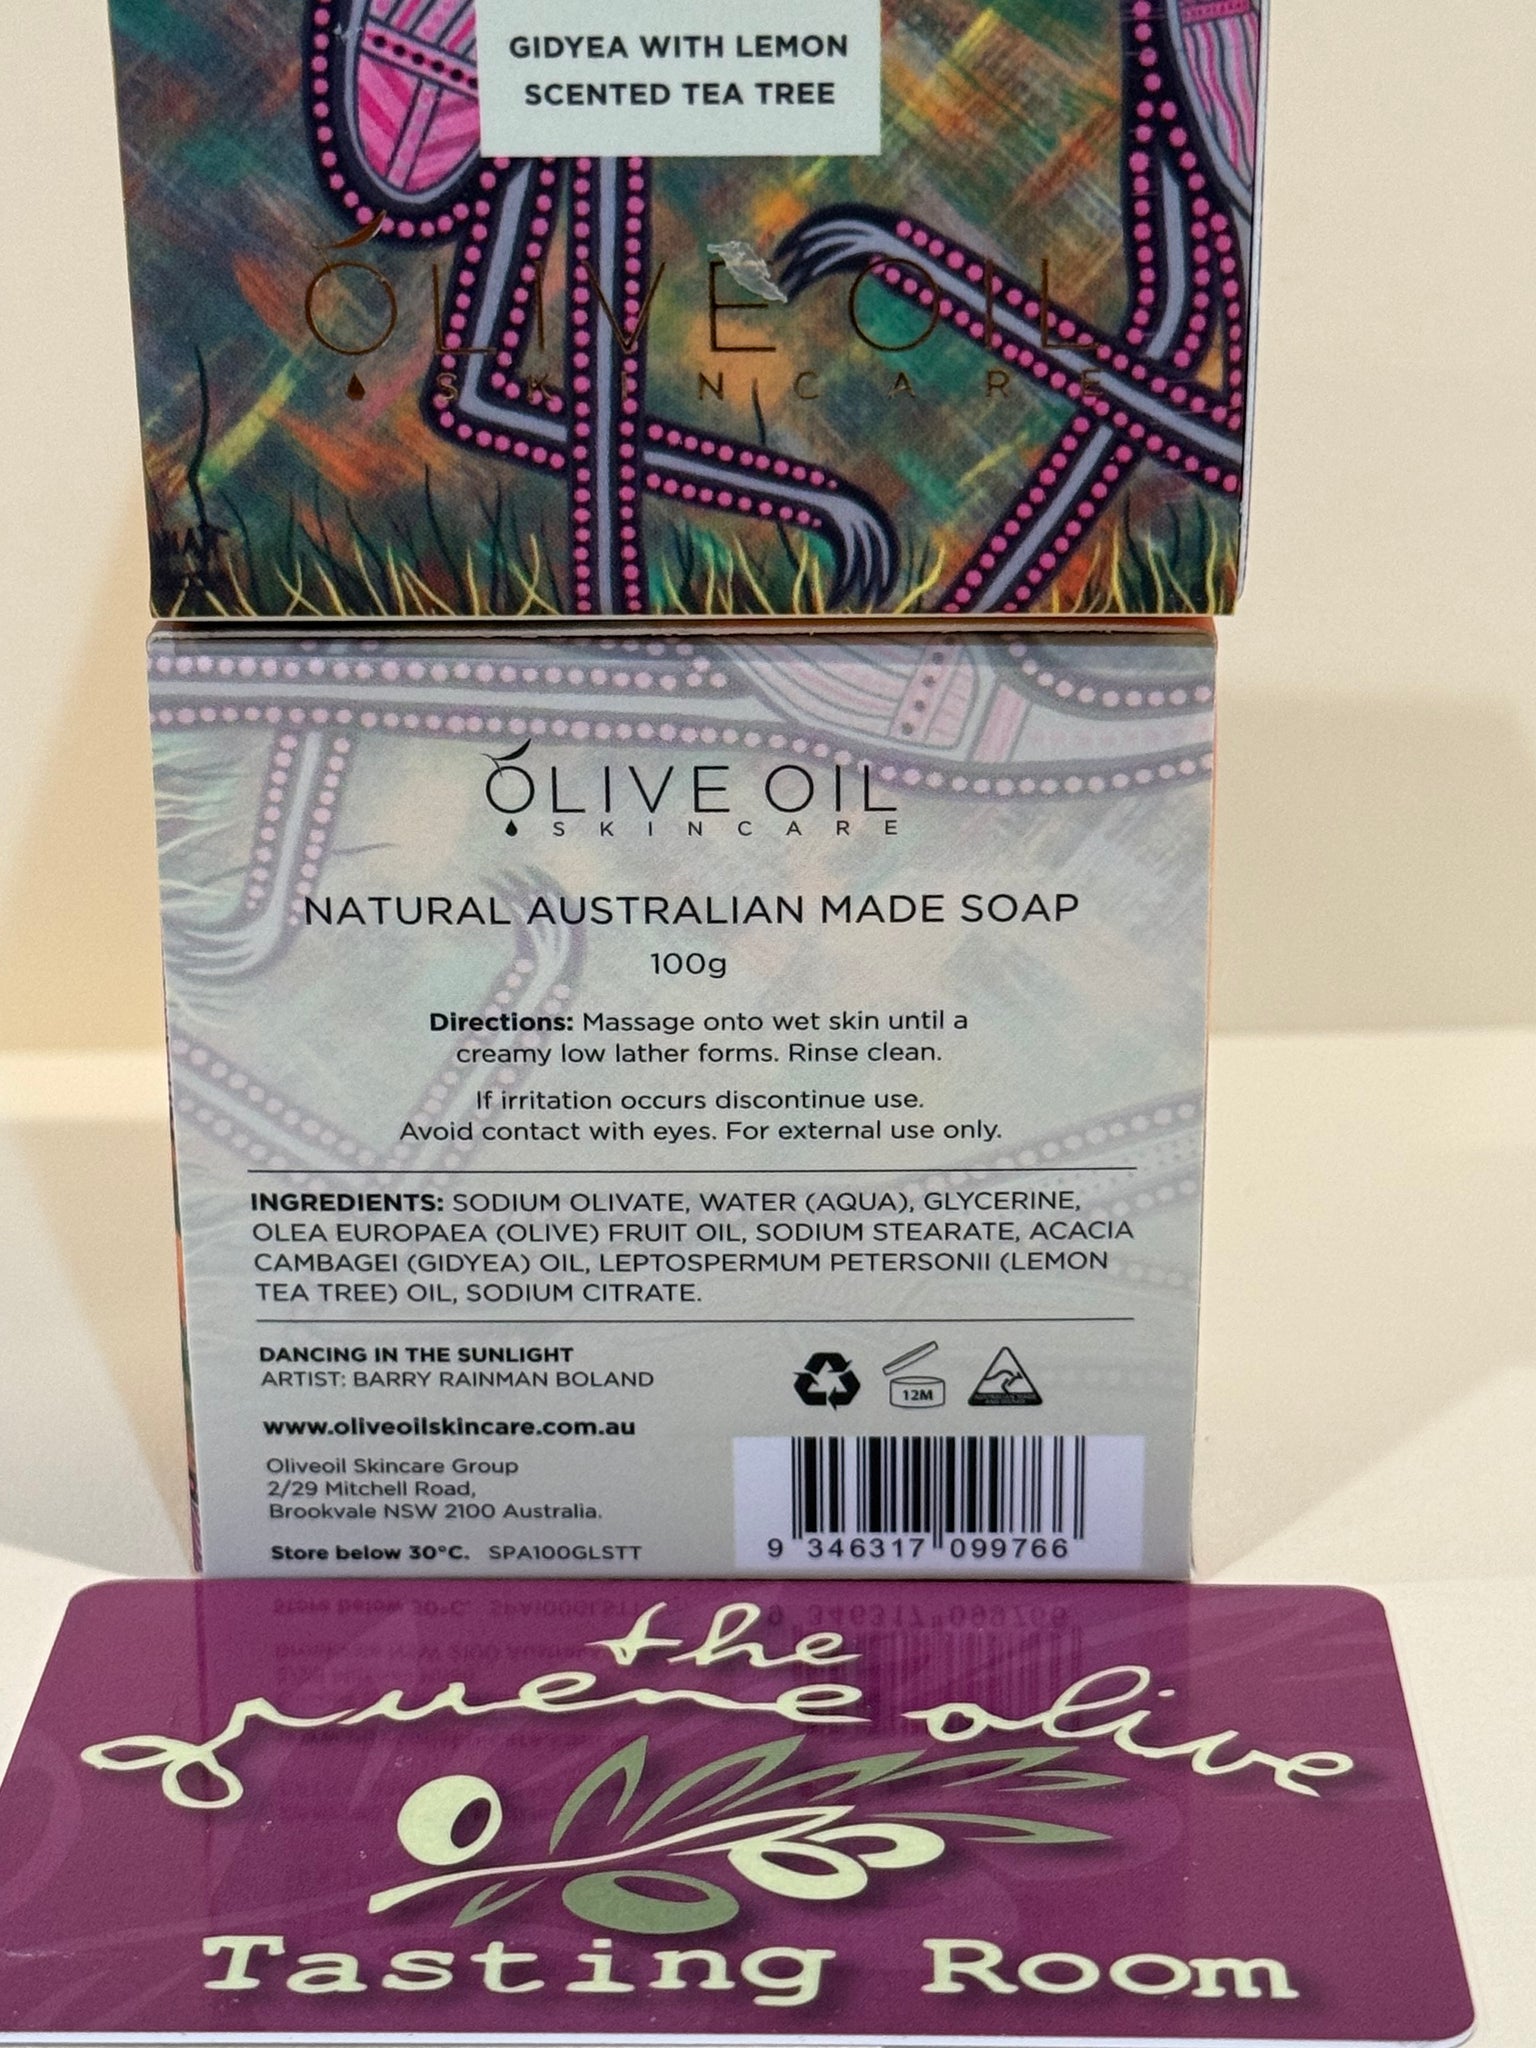 GIDYEA WITH LEMON
SCENTED TEA TREE
OLIVE OIL
SKINCARE
OLIVE OIL
SKINCARE
NATURAL AUSTRALIAN MADE SOAP
100g
Directions: Massage onto wet skin until a
creamy low lather forms. Rinse clean.
If irritation occurs discontinue use.
Avoid contact with eyes. For external use only.
INGREDIENTS: SODIUM OLIVATE, WATER (AQUA), GLYCERINE,
OLEA EUROPAEA (OLIVE) FRUIT OIL, SODIUM STEARATE, ACACIA
CAMBAGEI (GIDYEA) OIL, LEPTOSPERMUM PETERSONII (LEMON
TEA TREE) OIL, SODIUM CITRATE.
DANCING IN THE SUNLIGHT
ARTIST: BARRY RAINMAN BOLAND
www.oliveoilskincare.com.au
Oliveoil Skincare Group
2/29 Mitchell Road,
Brookvale NSW 2100 Australia.
Store below 30°C. SPA100GLSTT
12M
9 346317 099766
the
gruene olive
Tasting Room